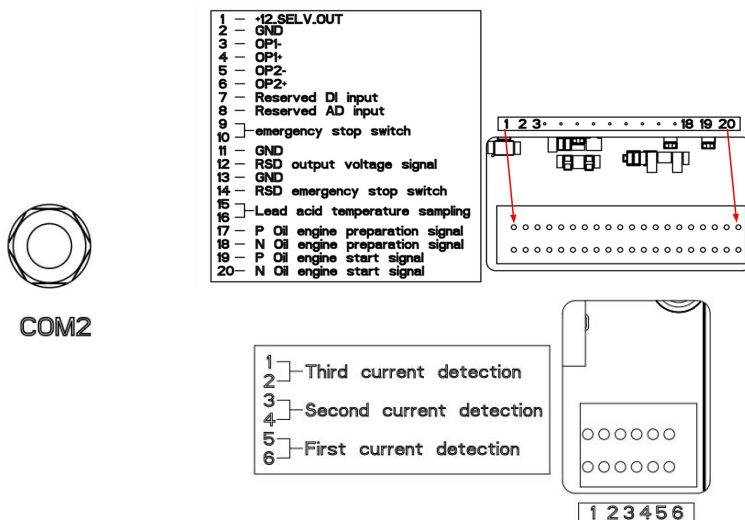 1 — +12_SELV_OUT
2 — GND
3 — OP1-
4 — OP1+
5 — OP2-
6 — OP2+
7 — Reserved DI input
8 — Reserved AD input
9
10
emergency stop switch
11 — GND
12 — RSD output voltage signal
13 — GND
14 — RSD emergency stop switch
15
16
Lead acid temperature sampling
17 — P Oil engine preparation signal
18 — N Oil engine preparation signal
19 — P Oil engine start signal
20 — N Oil engine start signal
1 2 3 18 19 20
COM2
1
2
Third current detection
3
4
Second current detection
5
6
First current detection
1 2 3 4 5 6